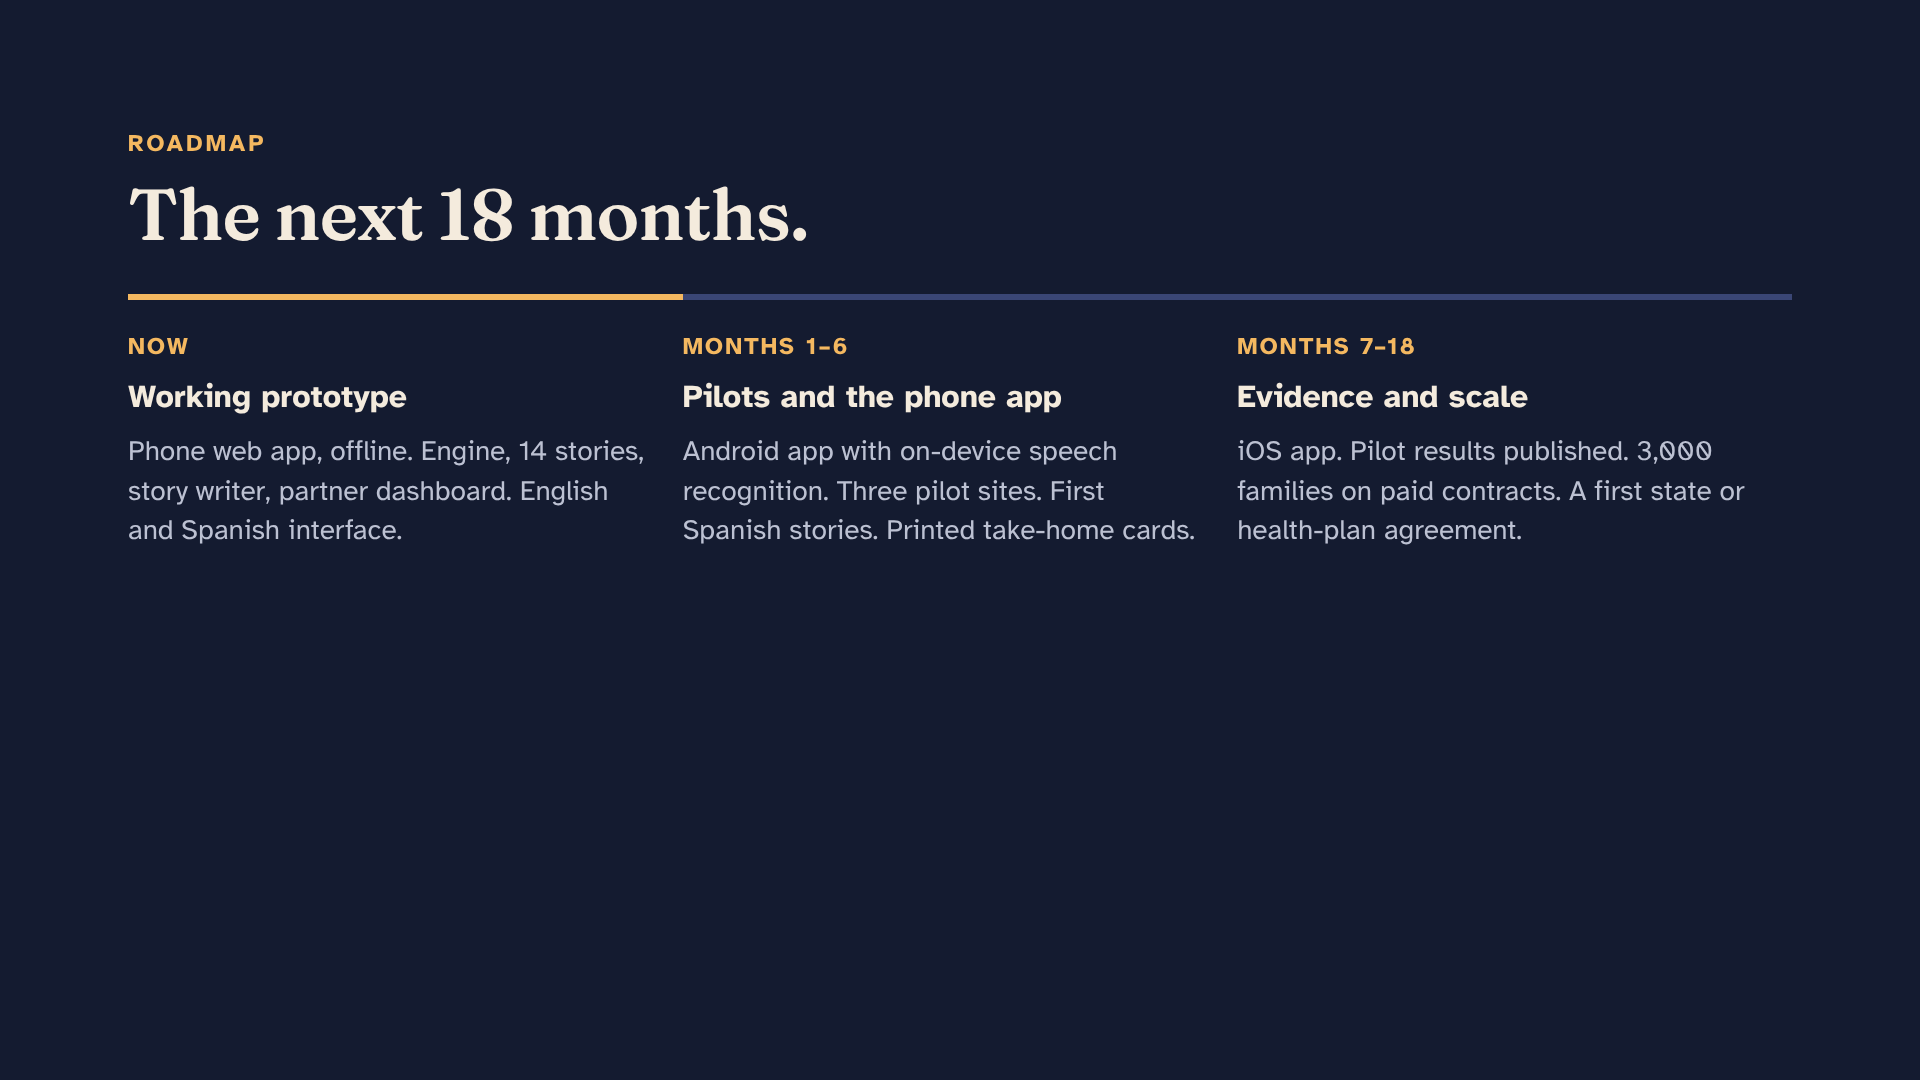 ROADMAP
The next 18 months.
NOW
Working prototype
Phone web app, offline. Engine, 14 stories,
story writer, partner dashboard. English
and Spanish interface.
MONTHS 1–6
Pilots and the phone app
Android app with on-device speech
recognition. Three pilot sites. First
Spanish stories. Printed take-home cards.
MONTHS 7–18
Evidence and scale
iOS app. Pilot results published. 3,000
families on paid contracts. A first state or
health-plan agreement.